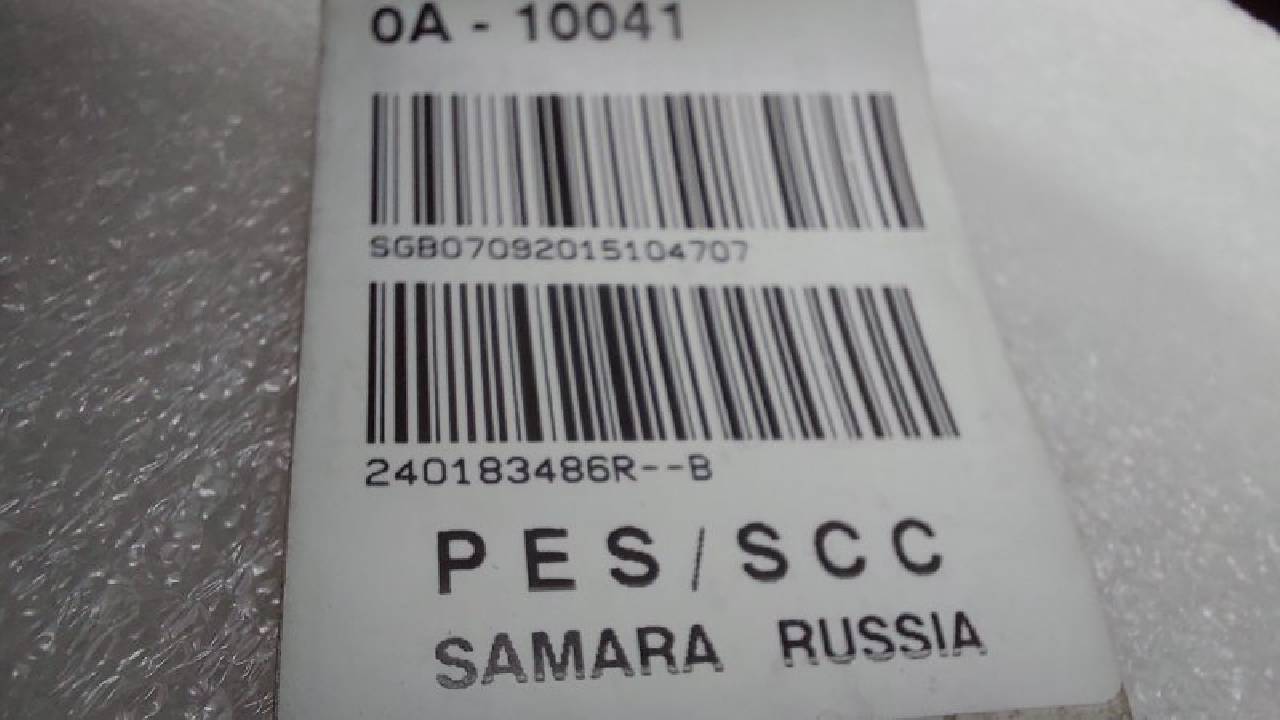 0A - 10041
SGB07092015104707
240183486R--B
PES/SCC
SAMARA RUSSIA